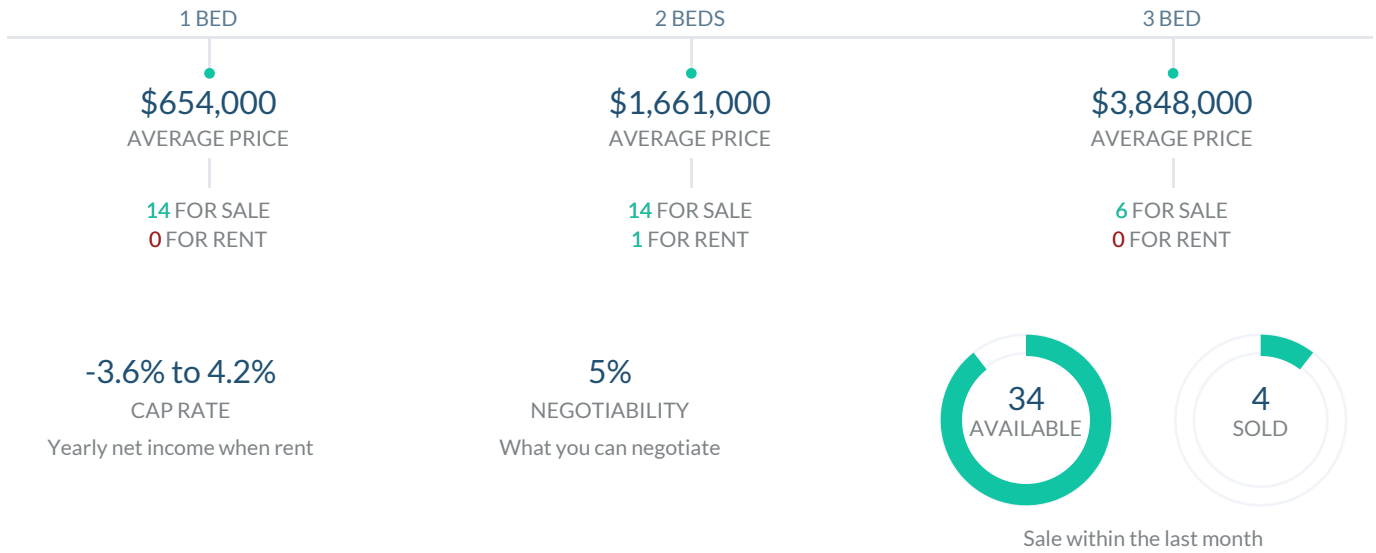 1 BED
2 BEDS
3 BED
$654,000
AVERAGE PRICE
14 FOR SALE
0 FOR RENT
$1,661,000
AVERAGE PRICE
14 FOR SALE
1 FOR RENT
$3,848,000
AVERAGE PRICE
6 FOR SALE
0 FOR RENT
-3.6% to 4.2%
CAP RATE
Yearly net income when rent
5%
NEGOTIABILITY
What you can negotiate
34
AVAILABLE
4
SOLD
Sale within the last month